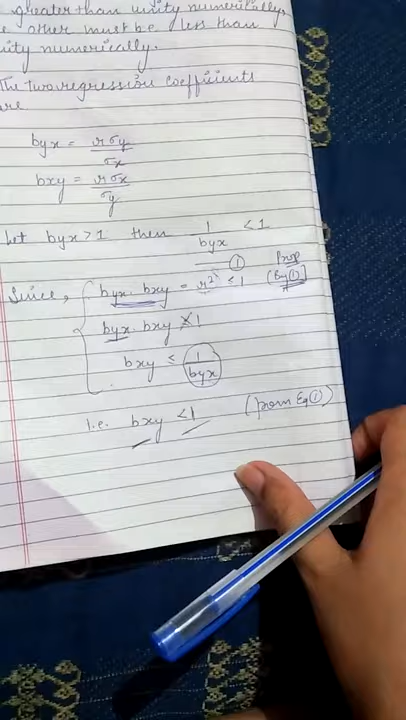 greater than unity numerically,
e other must be less than
ity numerically.
The two regression coefficients
are
byx = rσy / σx
bxy = rσx / σy
Let byx > 1 then 1/byx < 1
①
Since, byx. bxy = r² ≤ 1 Prop (By ①)
byx. bxy ≤ 1
bxy ≤ 1/byx
i.e. bxy < 1 (from Eq ①)